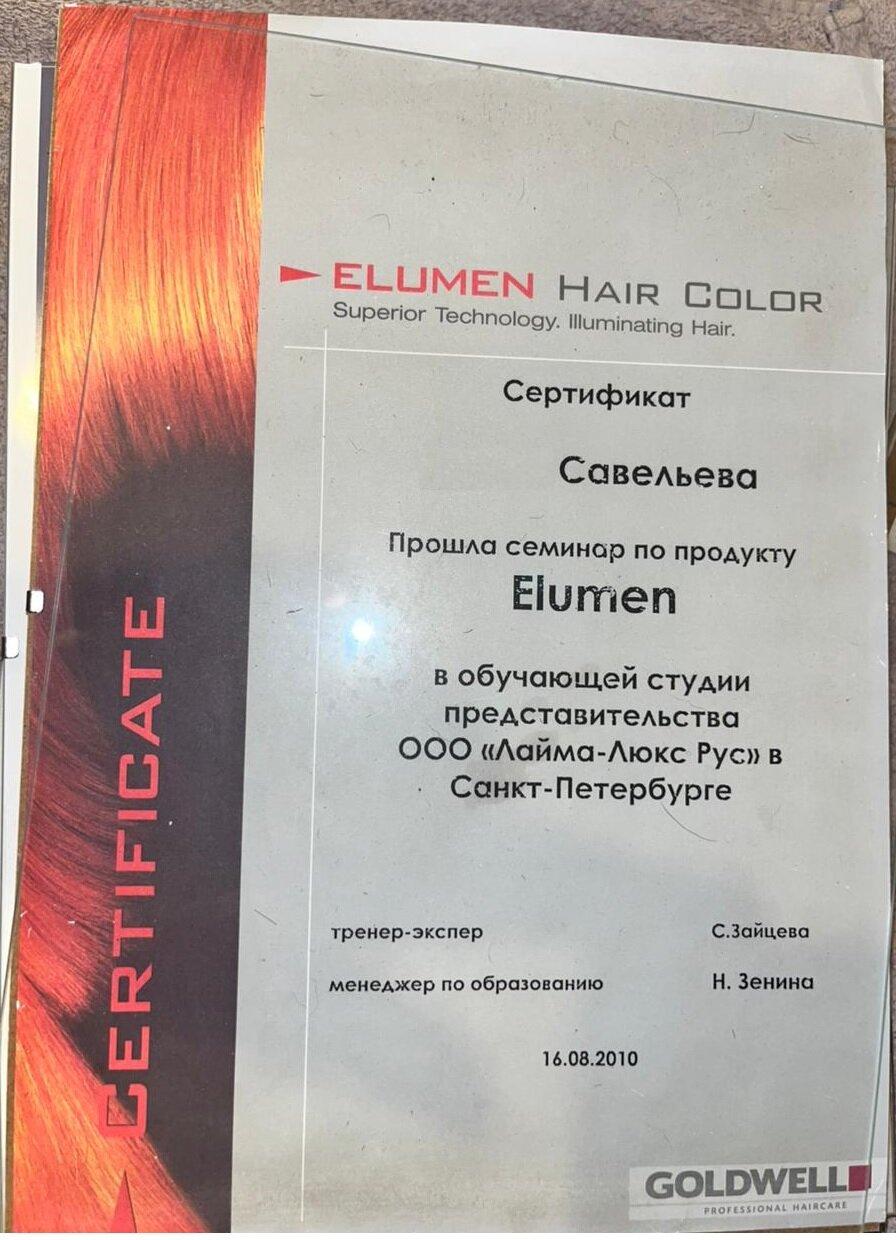 ELUMEN HAIR COLOR
Superior Technology. Illuminating Hair.
Сертификат
Савельева
Прошла семинар по продукту
Elumen
в обучающей студии
представительства
ООО «Лайма-Люкс Рус» в
Санкт-Петербурге
тренер-экспер С.Зайцева
менеджер по образованию Н. Зенина
16.08.2010
CERTIFICATE
GOLDWELL
PROFESSIONAL HAIRCARE